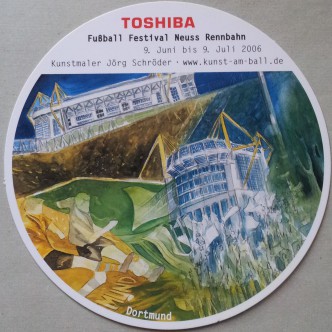 TOSHIBA
Fußball Festival Neuss Rennbahn
9. Juni bis 9. Juli 2006
Kunstmaler Jörg Schröder · www.kunst-am-ball.de
Dortmund